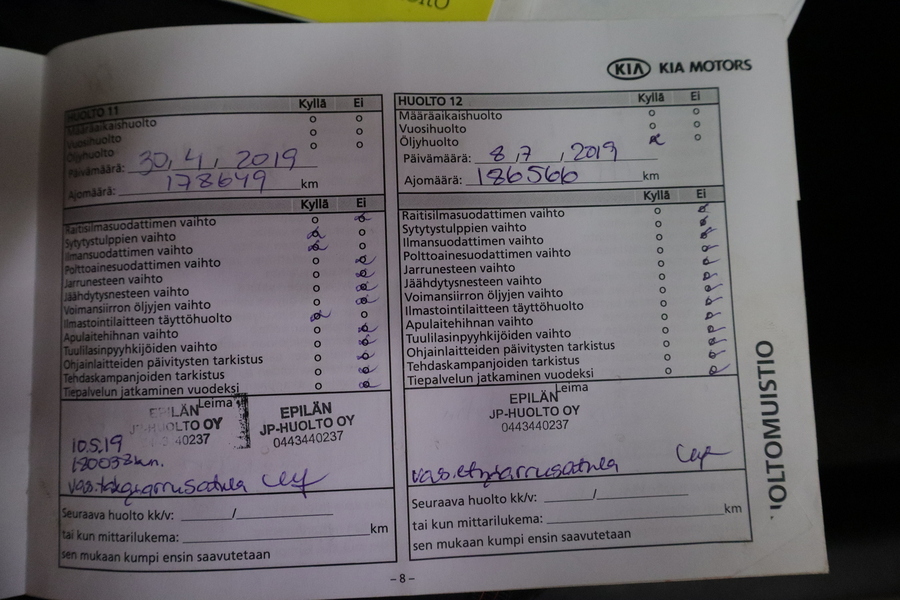 KIA KIA MOTORS
HUOLTO 11 Kyllä Ei
Määräaikaishuolto
Vuosihuolto
Öljyhuolto
Päivämäärä: 30, 4, 2019
Ajomäärä: 178649 km
Kyllä Ei
Raitisilmasuodattimen vaihto
Sytytystulppien vaihto
Ilmansuodattimen vaihto
Polttoainesuodattimen vaihto
Jarrunesteen vaihto
Jäähdytysnesteen vaihto
Voimansiirron öljyjen vaihto
Ilmastointilaitteen täyttöhuolto
Apulaitehihnan vaihto
Tuulilasinpyyhkijöiden vaihto
Ohjainlaitteiden päivitysten tarkistus
Tehdaskampanjoiden tarkistus
Tiepalvelun jatkaminen vuodeksi
Leima
EPILÄN
JP-HUOLTO OY
0443440237
EPILÄN
JP-HUOLTO OY
0443440237
10.5.19
180032km.
Seuraava huolto kk/v: /
tai kun mittarilukema: km
sen mukaan kumpi ensin saavutetaan
HUOLTO 12 Kyllä Ei
Määräaikaishuolto
Vuosihuolto
Öljyhuolto
Päivämäärä: 8,7 ,2019
Ajomäärä: 186566 km
Kyllä Ei
Raitisilmasuodattimen vaihto
Sytytystulppien vaihto
Ilmansuodattimen vaihto
Polttoainesuodattimen vaihto
Jarrunesteen vaihto
Jäähdytysnesteen vaihto
Voimansiirron öljyjen vaihto
Ilmastointilaitteen täyttöhuolto
Apulaitehihnan vaihto
Tuulilasinpyyhkijöiden vaihto
Ohjainlaitteiden päivitysten tarkistus
Tehdaskampanjoiden tarkistus
Tiepalvelun jatkaminen vuodeksi
Leima
EPILÄN
JP-HUOLTO OY
0443440237
vas.etujarrusatula
Seuraava huolto kk/v: /
tai kun mittarilukema: km
sen mukaan kumpi ensin saavutetaan
– 8 –
OLTOMUISTIO